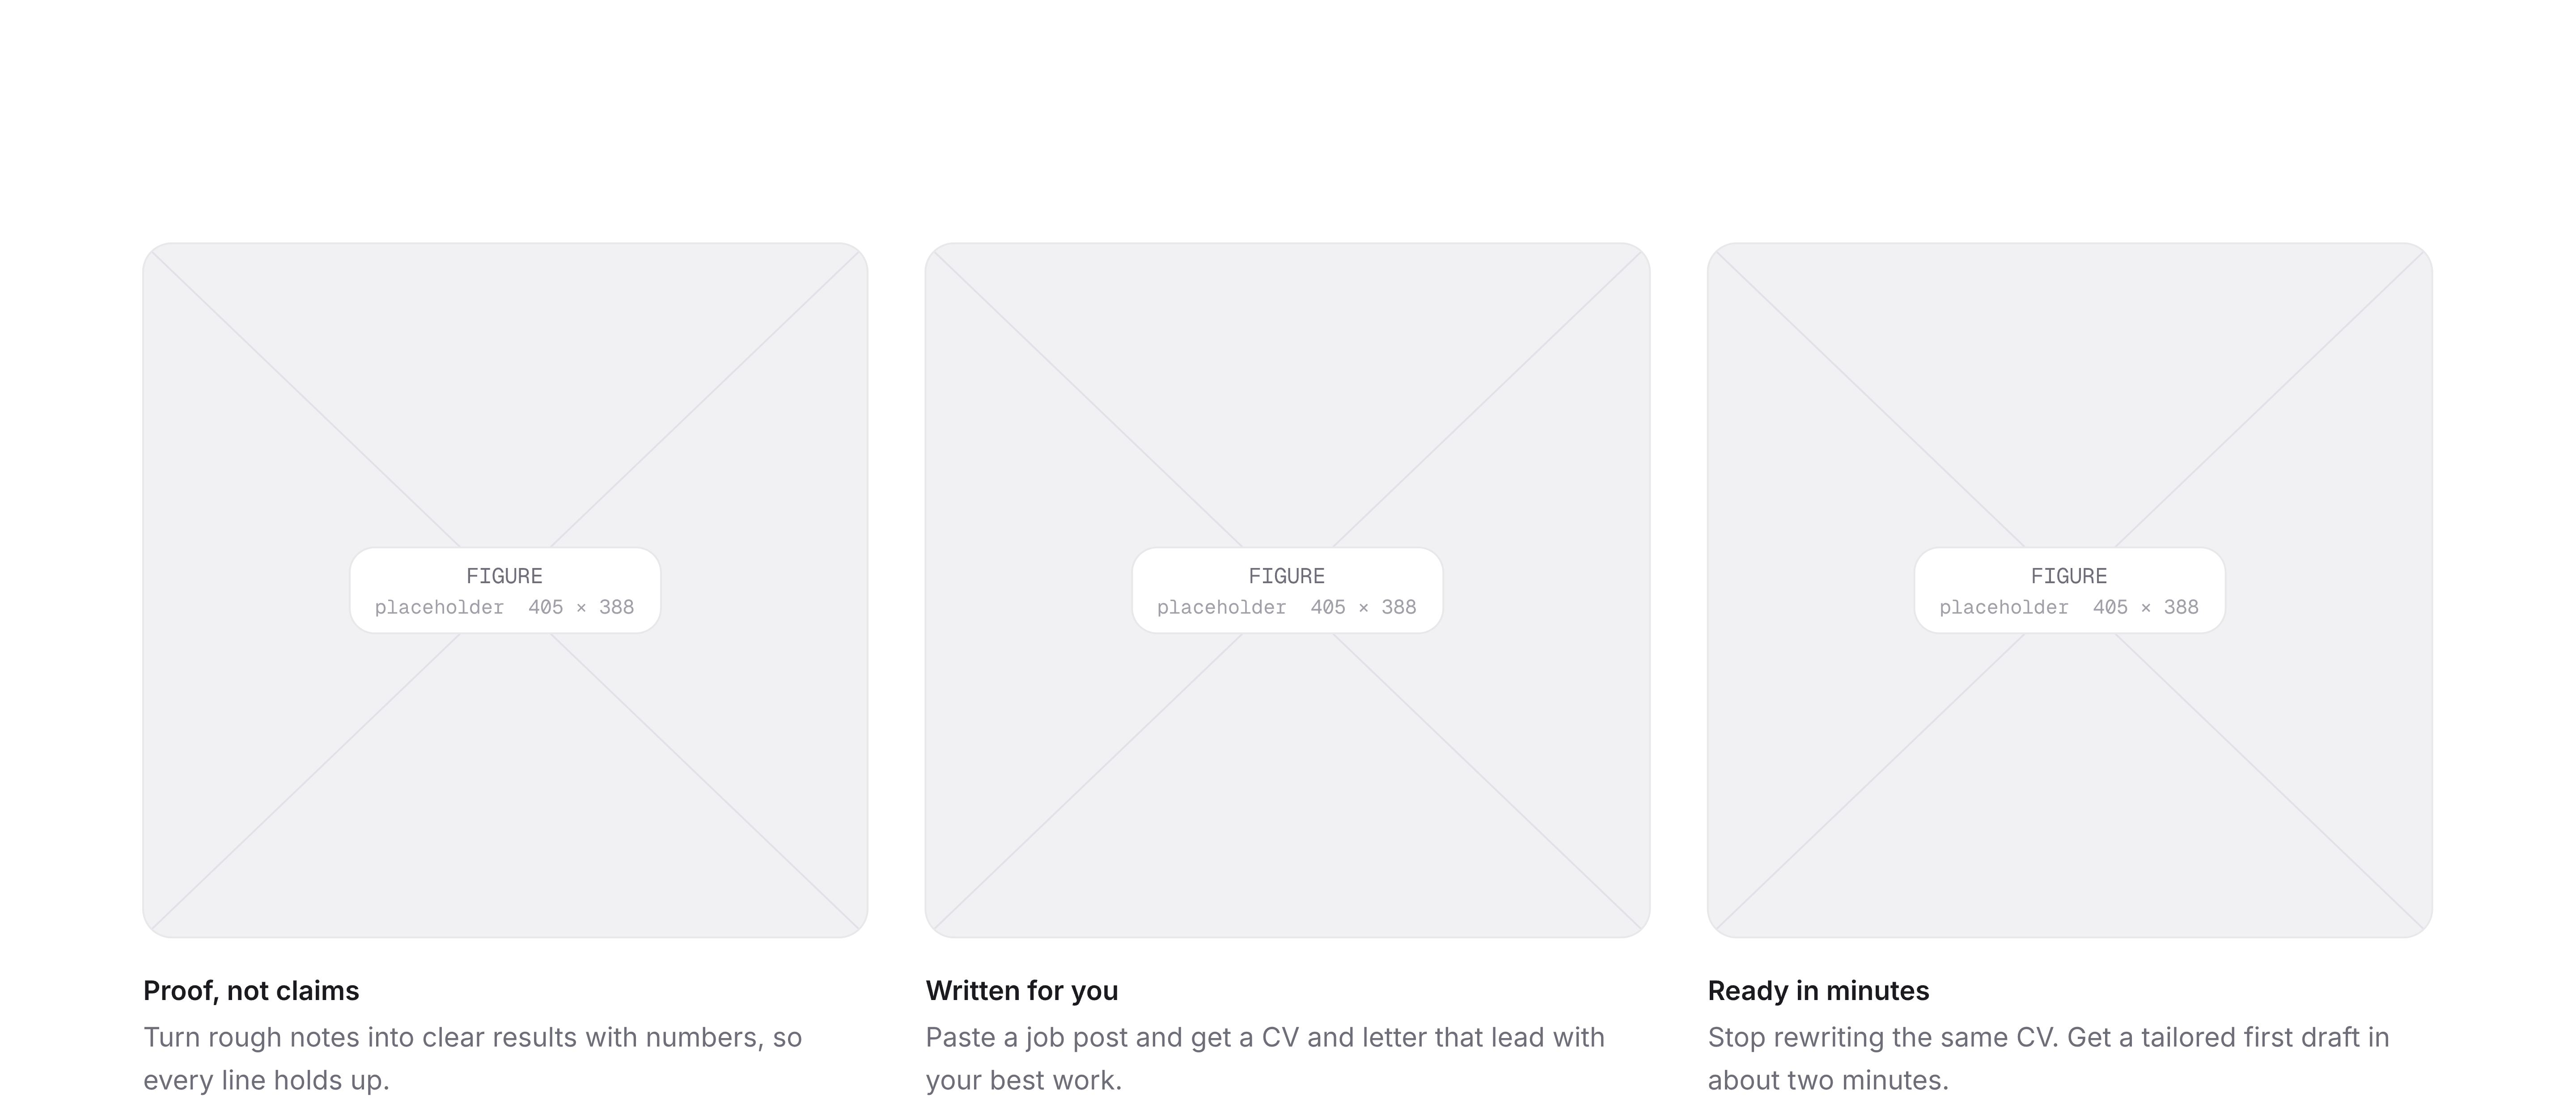 FIGURE
placeholder 405 × 388
FIGURE
placeholder 405 × 388
FIGURE
placeholder 405 × 388
Proof, not claims
Turn rough notes into clear results with numbers, so
every line holds up.
Written for you
Paste a job post and get a CV and letter that lead with
your best work.
Ready in minutes
Stop rewriting the same CV. Get a tailored first draft in
about two minutes.